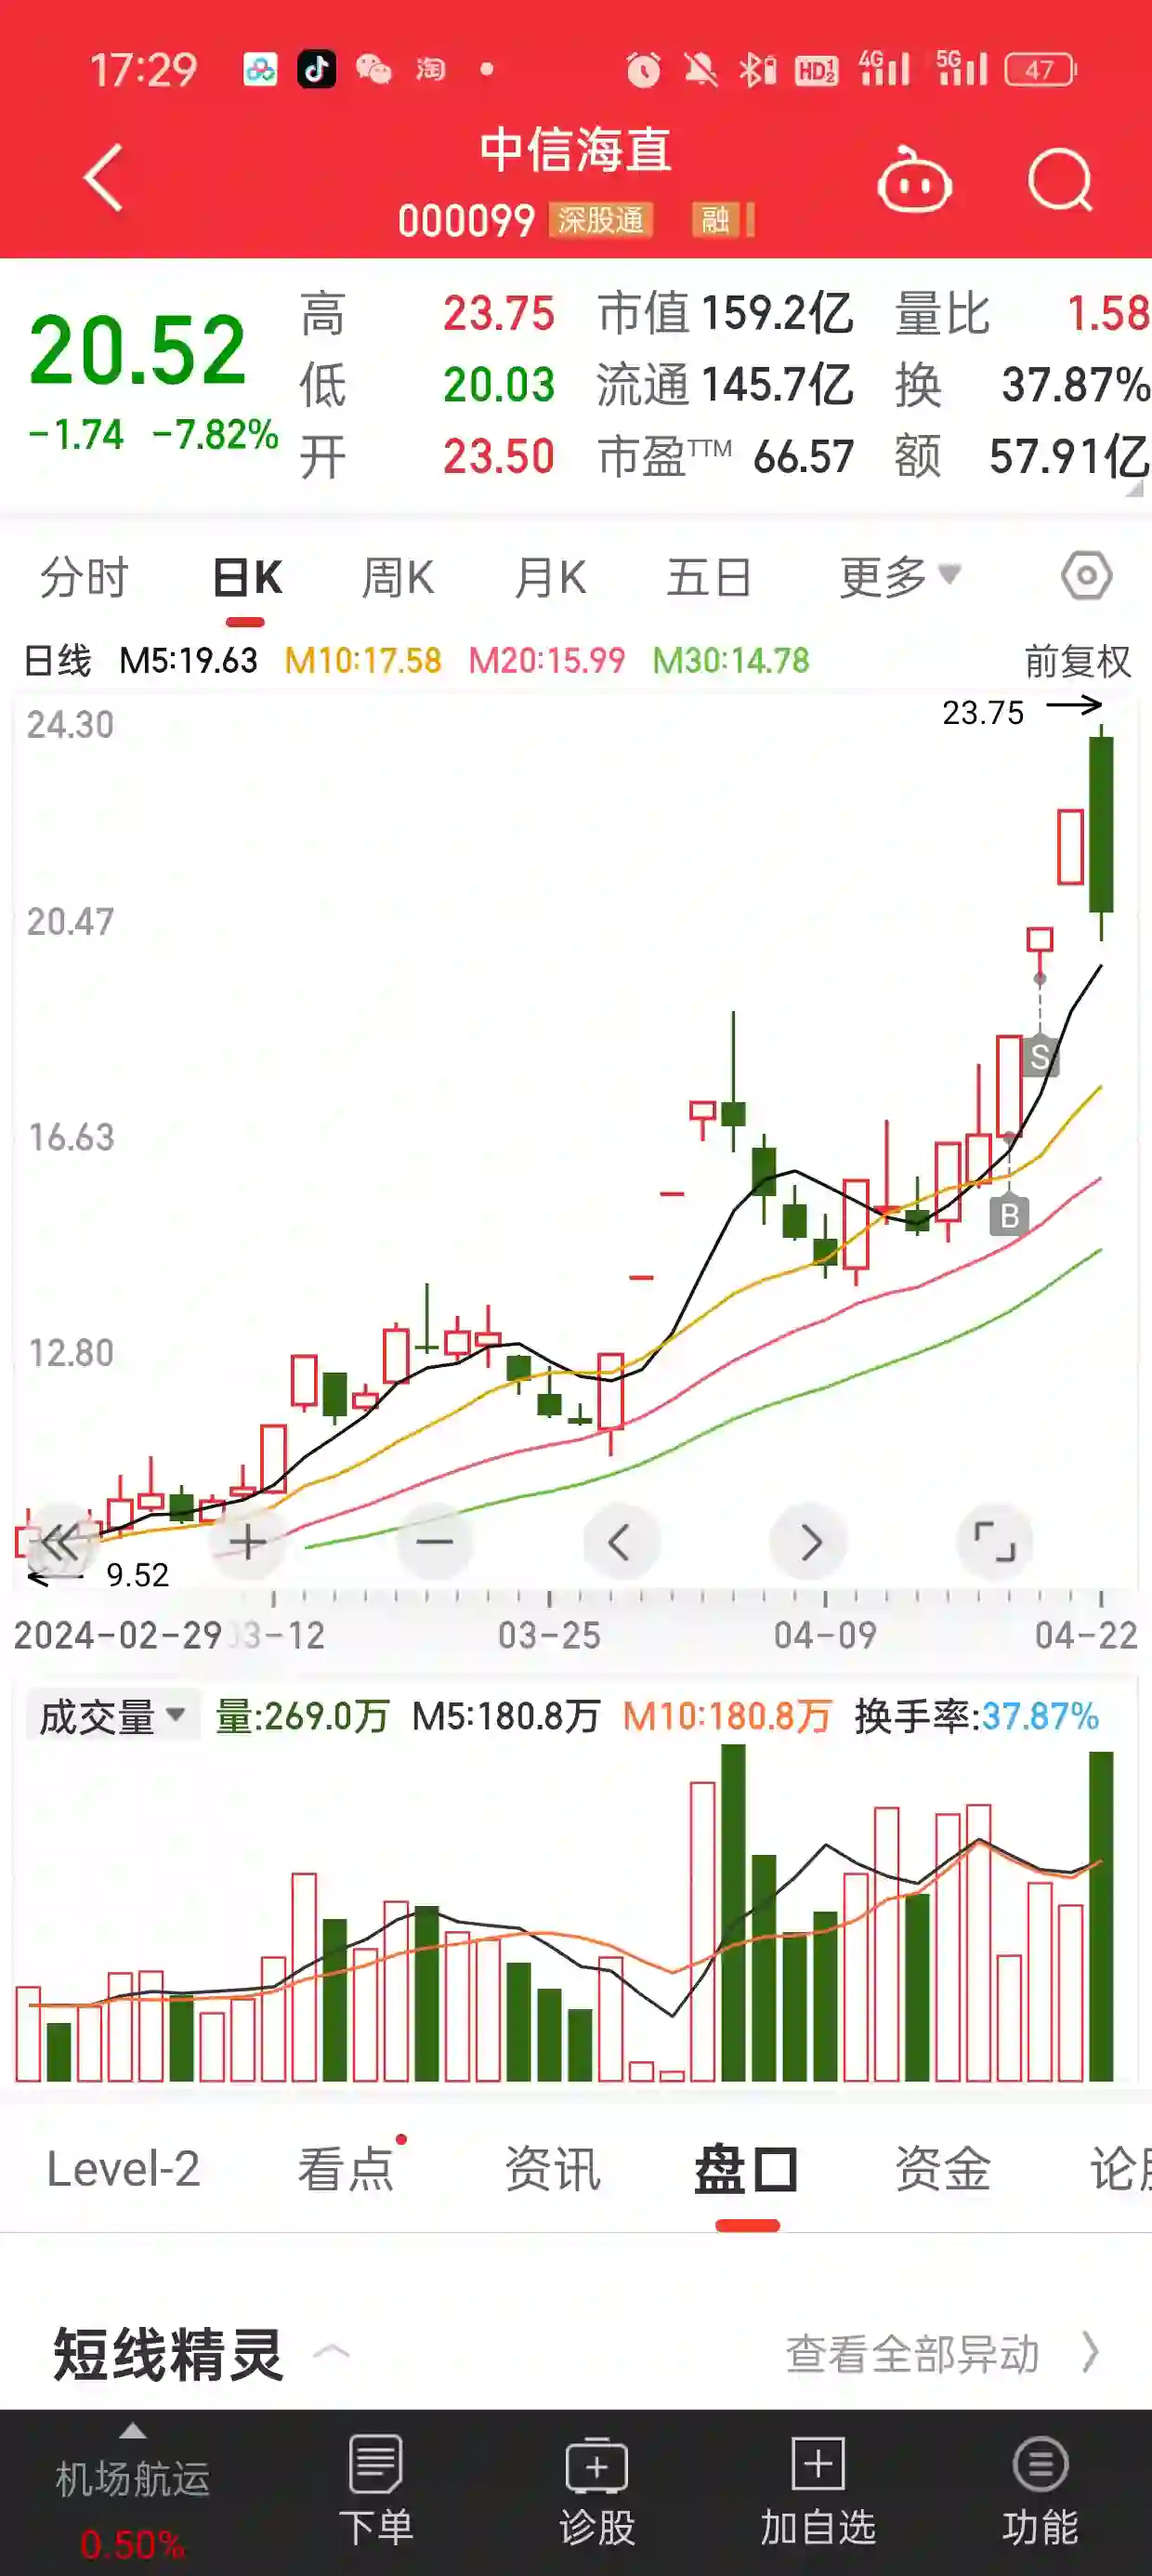 17:29 淘 HD 1 2 4G 5G 47
中信海直
000099 深股通 融
20.52
-1.74 -7.82%
高 23.75 市值 159.2亿 量比 1.58
低 20.03 流通 145.7亿 换 37.87%
开 23.50 市盈TTM 66.57 额 57.91亿
分时 日K 周K 月K 五日 更多
日线 M5:19.63 M10:17.58 M20:15.99 M30:14.78 前复权
23.75
24.30
20.47
S
16.63
B
12.80
9.52
2024-02-29 03-12 03-25 04-09 04-22
成交量 量:269.0万 M5:180.8万 M10:180.8万 换手率:37.87%
Level-2 看点 资讯 盘口 资金 论
短线精灵 查看全部异动
机场航运 下单 诊股 加自选 功能
0.50%